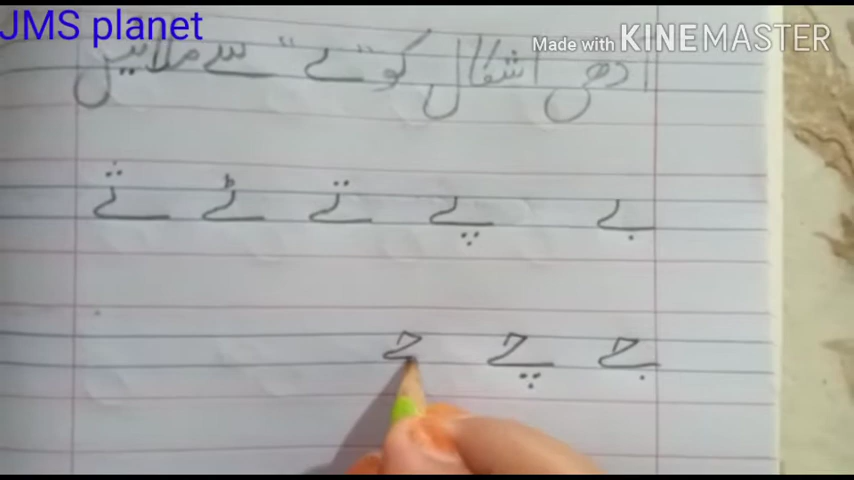 JMS planet
Made with KINEMASTER
ادھی اشکال کو "ے" سے ملائیں
بے پے تے ٹے ثے
جے چے حے